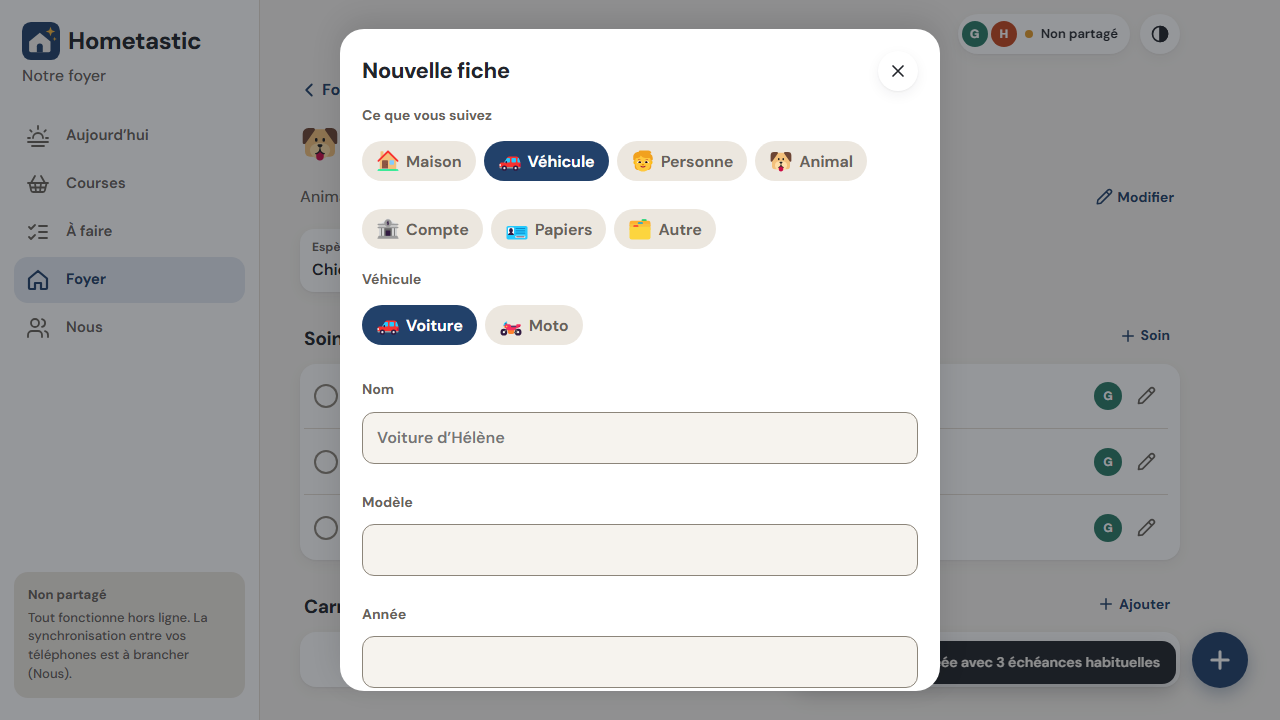 Hometastic
Notre foyer
Aujourd’hui
Courses
À faire
Foyer
Nous
Non partagé
Tout fonctionne hors ligne. La
synchronisation entre vos
téléphones est à brancher
(Nous).
G H Non partagé
Modifier
Soin
G
G
G
Ajouter
ée avec 3 échéances habituelles
Nouvelle fiche
Ce que vous suivez
Maison Véhicule Personne Animal
Compte Papiers Autre
Véhicule
Voiture Moto
Nom
Voiture d’Hélène
Modèle
Année